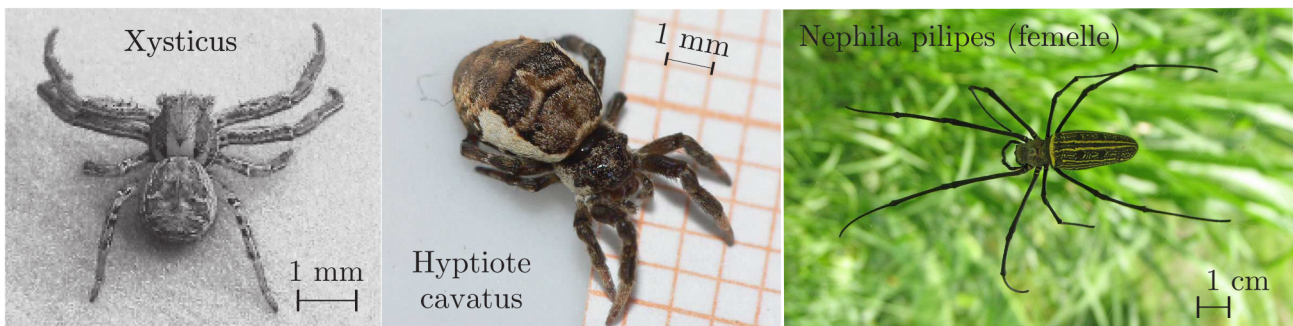 Xysticus
1 mm
1 mm
Hyptiote
cavatus
Nephila pilipes (femelle)
1 cm